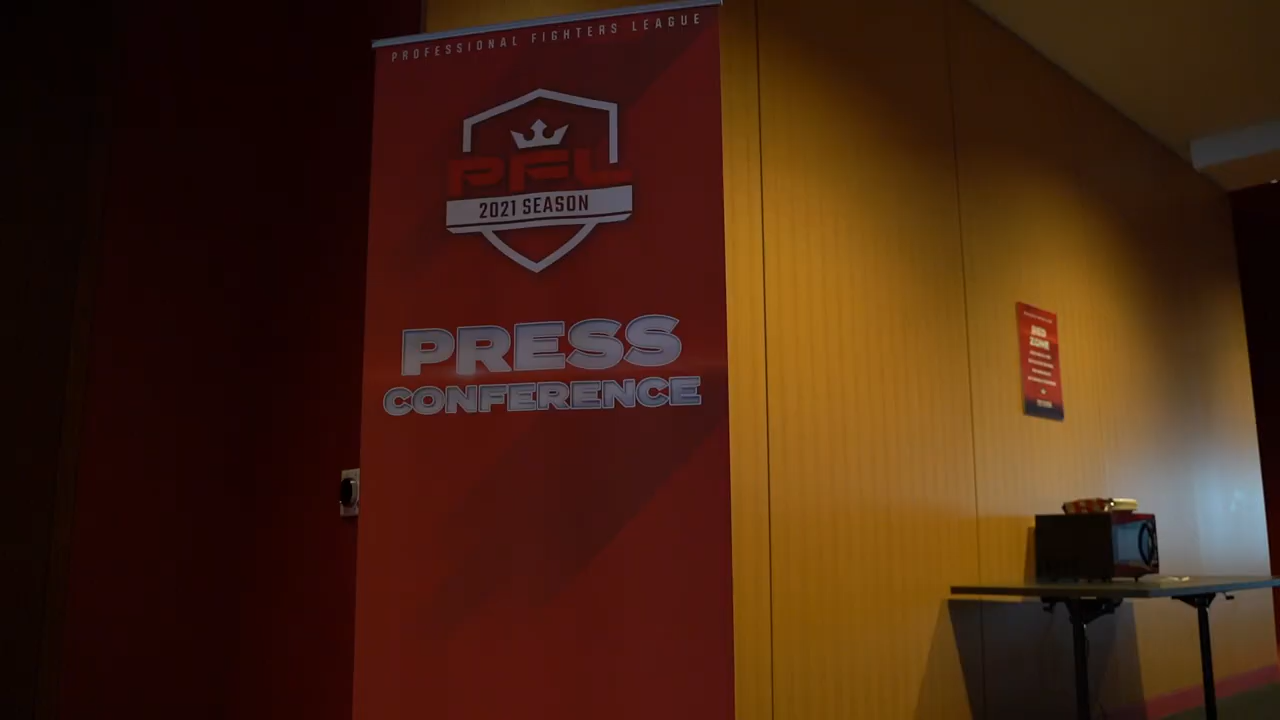 PROFESSIONAL FIGHTERS LEAGUE
PFL
2021 SEASON
PRESS
CONFERENCE
RED
ZONE